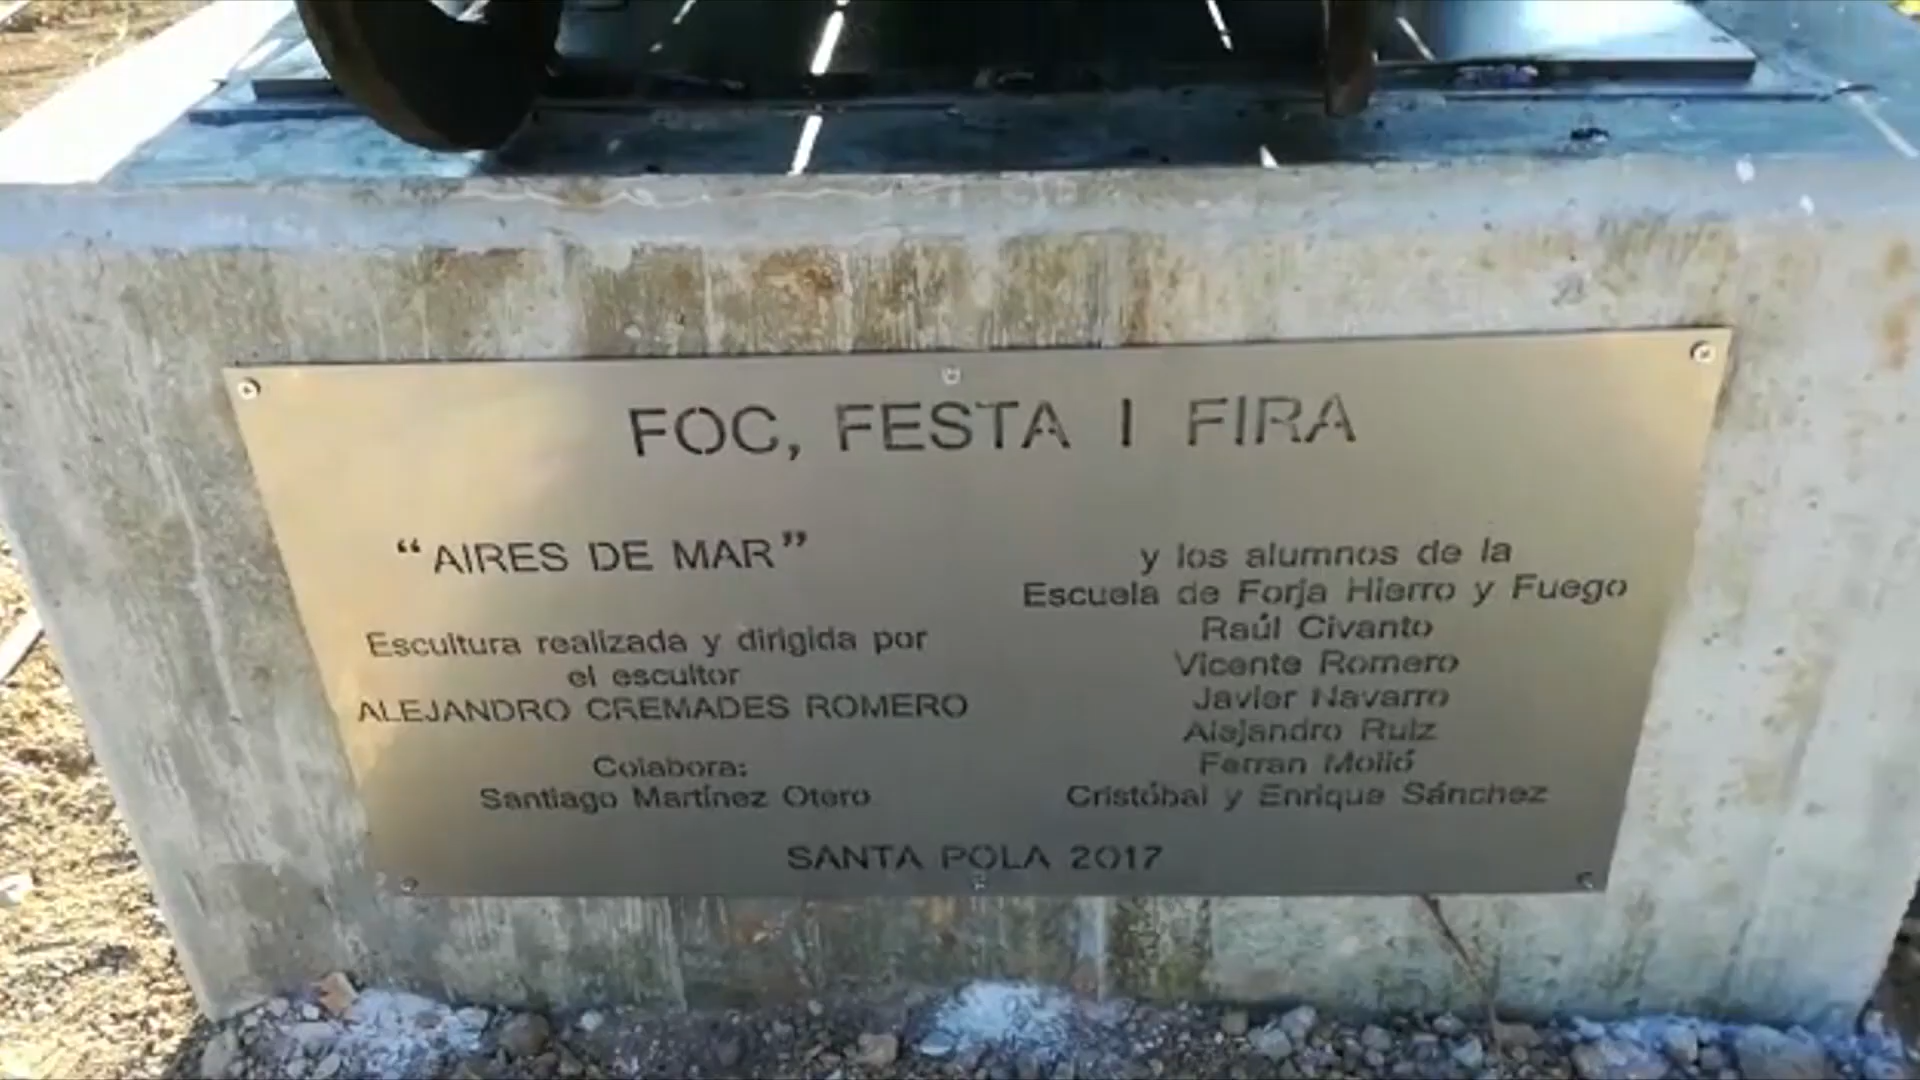 FOC, FESTA I FIRA
“AIRES DE MAR”
Escultura realizada y dirigida por
el escultor
ALEJANDRO CREMADES ROMERO
Colabora:
Santiago Martínez Otero
y los alumnos de la
Escuela de Forja Hierro y Fuego
Raúl Civanto
Vicente Romero
Javier Navarro
Alejandro Ruiz
Ferran Molló
Cristóbal y Enrique Sánchez
SANTA POLA 2017